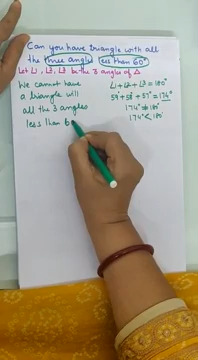 Can you have triangle with all
the three angle less than 60°
Let ∠1, ∠2, ∠3 be the 3 angles of △
We cannot have
a triangle will
all the 3 angles
less than 6
∠1+∠2+∠3=180°
59°+58°+57°=174°
174°≠180°
174°<180°